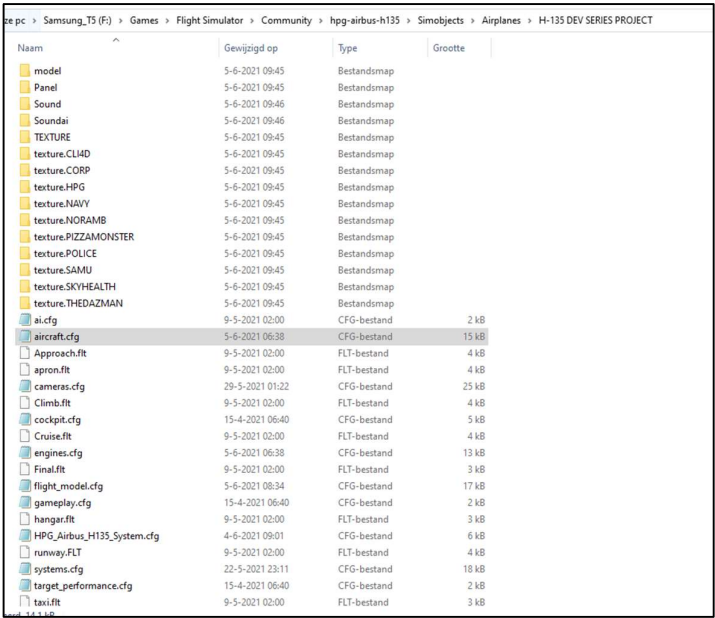 ze pc > Samsung_T5 (F:) > Games > Flight Simulator > Community > hpg-airbus-h135 > Simobjects > Airplanes > H-135 DEV SERIES PROJECT
Naam Gewijzigd op Type Grootte
model 5-6-2021 09:45 Bestandsmap
Panel 5-6-2021 09:45 Bestandsmap
Sound 5-6-2021 09:46 Bestandsmap
Soundai 5-6-2021 09:46 Bestandsmap
TEXTURE 5-6-2021 09:45 Bestandsmap
texture.CLI4D 5-6-2021 09:45 Bestandsmap
texture.CORP 5-6-2021 09:45 Bestandsmap
texture.HPG 5-6-2021 09:45 Bestandsmap
texture.NAVY 5-6-2021 09:45 Bestandsmap
texture.NORAMB 5-6-2021 09:45 Bestandsmap
texture.PIZZAMONSTER 5-6-2021 09:45 Bestandsmap
texture.POLICE 5-6-2021 09:45 Bestandsmap
texture.SAMU 5-6-2021 09:45 Bestandsmap
texture.SKYHEALTH 5-6-2021 09:45 Bestandsmap
texture.THEDAZMAN 5-6-2021 09:45 Bestandsmap
ai.cfg 9-5-2021 02:00 CFG-bestand 2 kB
aircraft.cfg 5-6-2021 06:38 CFG-bestand 15 kB
Approach.flt 9-5-2021 02:00 FLT-bestand 4 kB
apron.flt 9-5-2021 02:00 FLT-bestand 4 kB
cameras.cfg 29-5-2021 01:22 CFG-bestand 25 kB
Climb.flt 9-5-2021 02:00 FLT-bestand 4 kB
cockpit.cfg 15-4-2021 06:40 CFG-bestand 5 kB
Cruise.flt 9-5-2021 02:00 FLT-bestand 4 kB
engines.cfg 5-6-2021 06:38 CFG-bestand 13 kB
Final.flt 9-5-2021 02:00 FLT-bestand 3 kB
flight_model.cfg 5-6-2021 08:34 CFG-bestand 17 kB
gameplay.cfg 15-4-2021 06:40 CFG-bestand 2 kB
hangar.flt 9-5-2021 02:00 FLT-bestand 3 kB
HPG_Airbus_H135_System.cfg 4-6-2021 09:01 CFG-bestand 6 kB
runway.FLT 9-5-2021 02:00 FLT-bestand 4 kB
systems.cfg 22-5-2021 23:11 CFG-bestand 18 kB
target_performance.cfg 15-4-2021 06:40 CFG-bestand 2 kB
taxi.flt 9-5-2021 02:00 FLT-bestand 3 kB